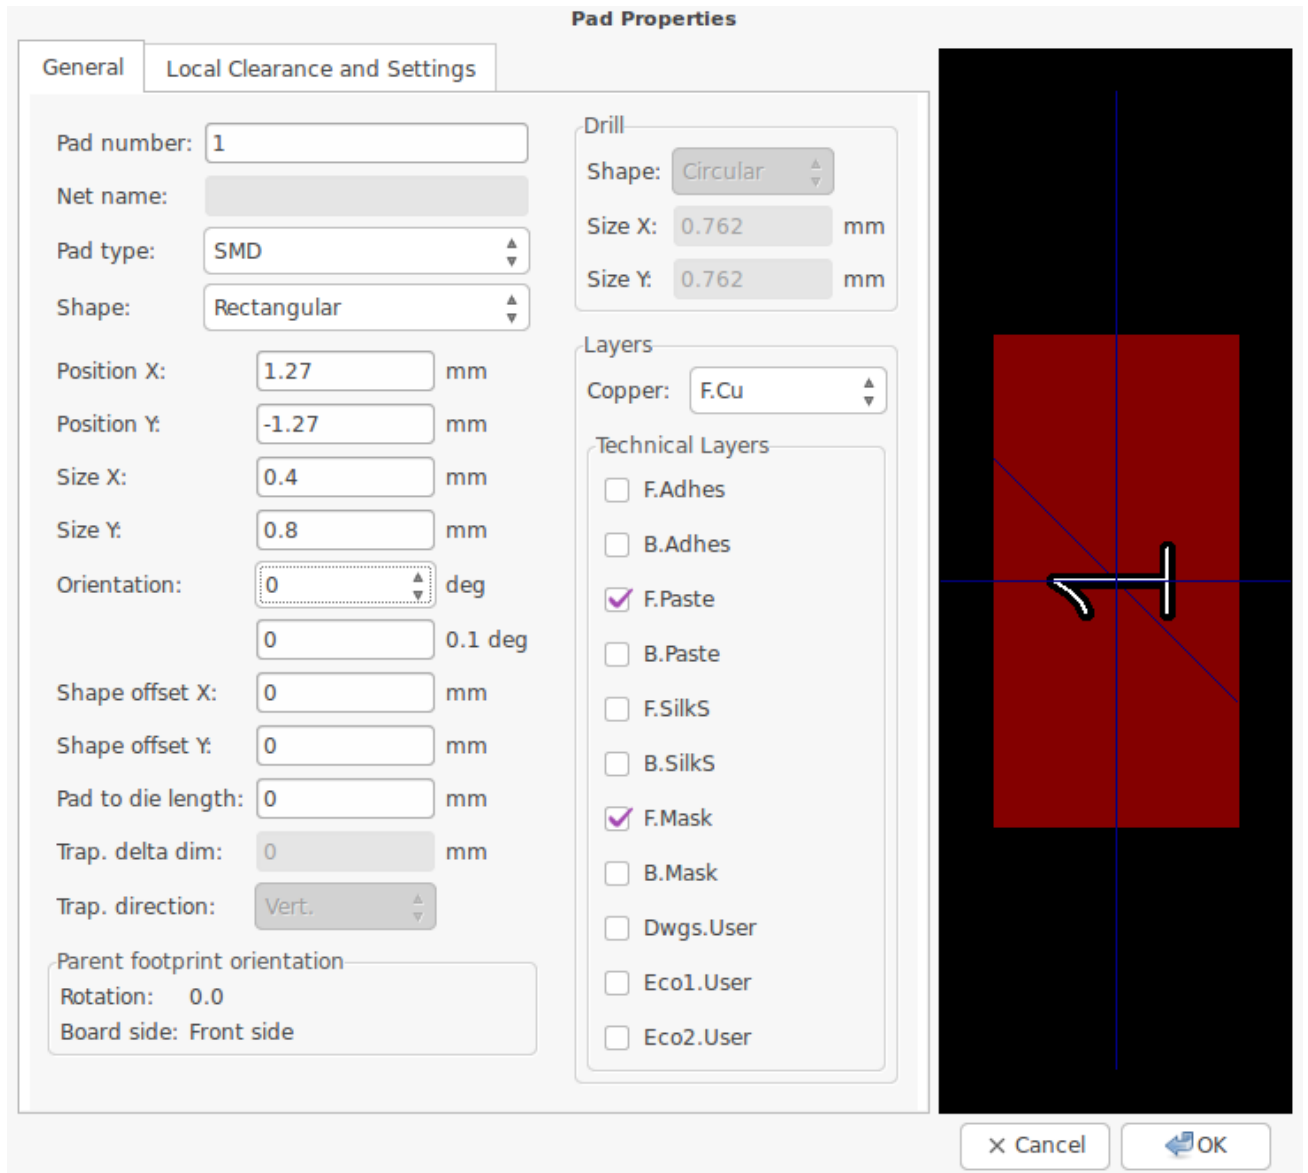 Pad Properties
General
Local Clearance and Settings
Pad number: 1
Net name:
Pad type: SMD
Shape: Rectangular
Position X: 1.27 mm
Position Y: -1.27 mm
Size X: 0.4 mm
Size Y: 0.8 mm
Orientation: 0 deg
0 0.1 deg
Shape offset X: 0 mm
Shape offset Y: 0 mm
Pad to die length: 0 mm
Trap. delta dim: 0 mm
Trap. direction: Vert.
Parent footprint orientation
Rotation: 0.0
Board side: Front side
Drill
Shape: Circular
Size X: 0.762 mm
Size Y: 0.762 mm
Layers
Copper: F.Cu
Technical Layers
F.Adhes
B.Adhes
F.Paste
B.Paste
F.SilkS
B.SilkS
F.Mask
B.Mask
Dwgs.User
Eco1.User
Eco2.User
1
Cancel
OK